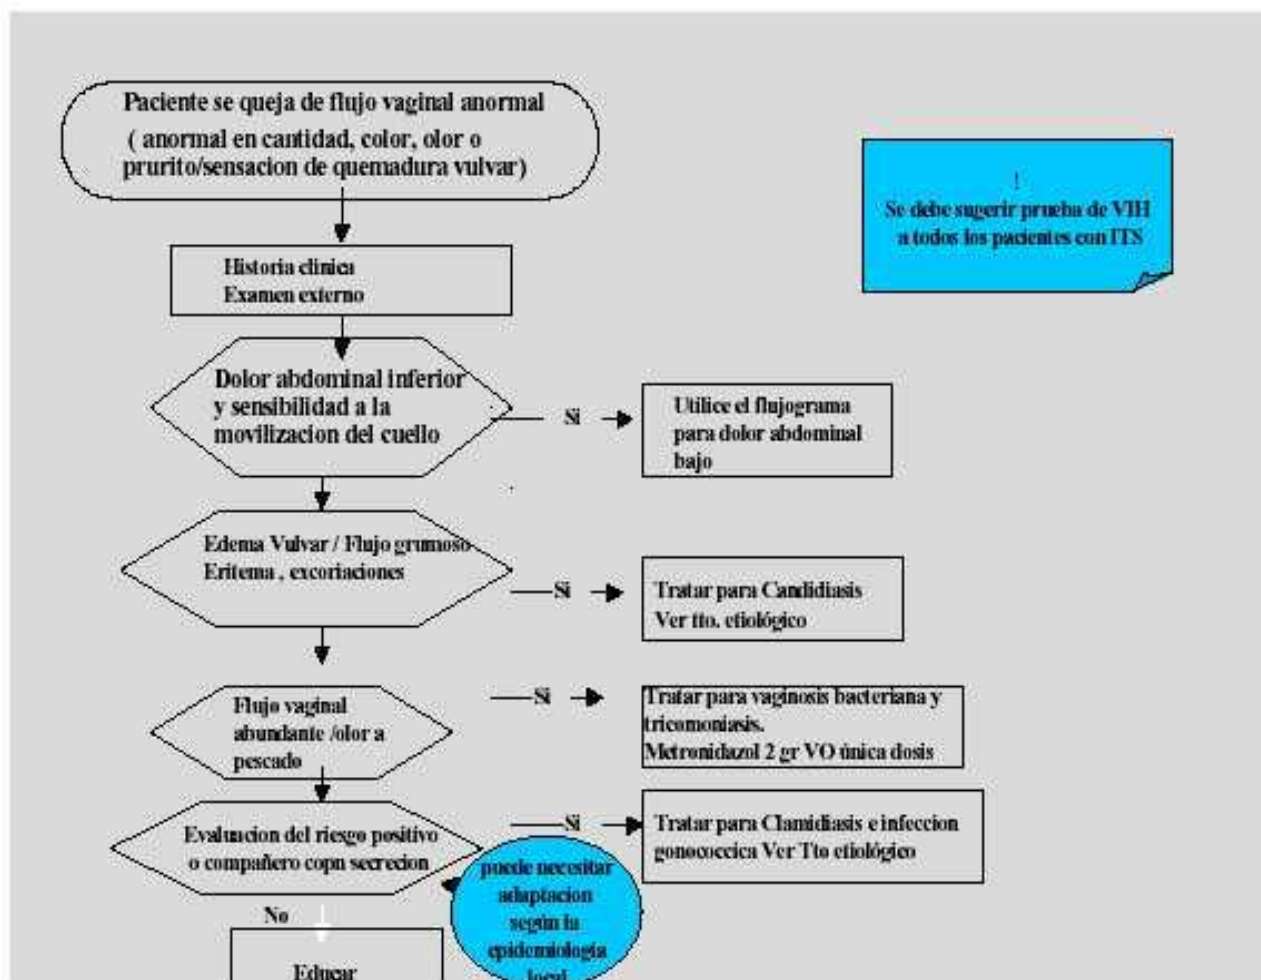 Paciente se queja de flujo vaginal anormal
( anormal en cantidad, color, olor o
prurito/sensacion de quemadura vulvar)
!
Se debe sugerir prueba de VIH
a todos los pacientes con ITS
Historia clinica
Examen externo
Dolor abdominal inferior
y sensibilidad a la
movilizacion del cuello
Si
Utilice el flujograma
para dolor abdominal
bajo
Edema Vulvar / Flujo grumoso
Eritema , excoriaciones
Si
Tratar para Candidiasis
Ver tto. etiológico
Flujo vaginal
abundante /olor a
pescado
Si
Tratar para vaginosis bacteriana y
tricomoniasis.
Metronidazol 2 gr VO única dosis
Evaluacion del riesgo positivo
o compañero copn secrecion
Si
Tratar para Clamidiasis e infeccion
gonococcica Ver Tto etiológico
puede necesitar
adaptacion
según la
epidemiologia
local
No
Educar